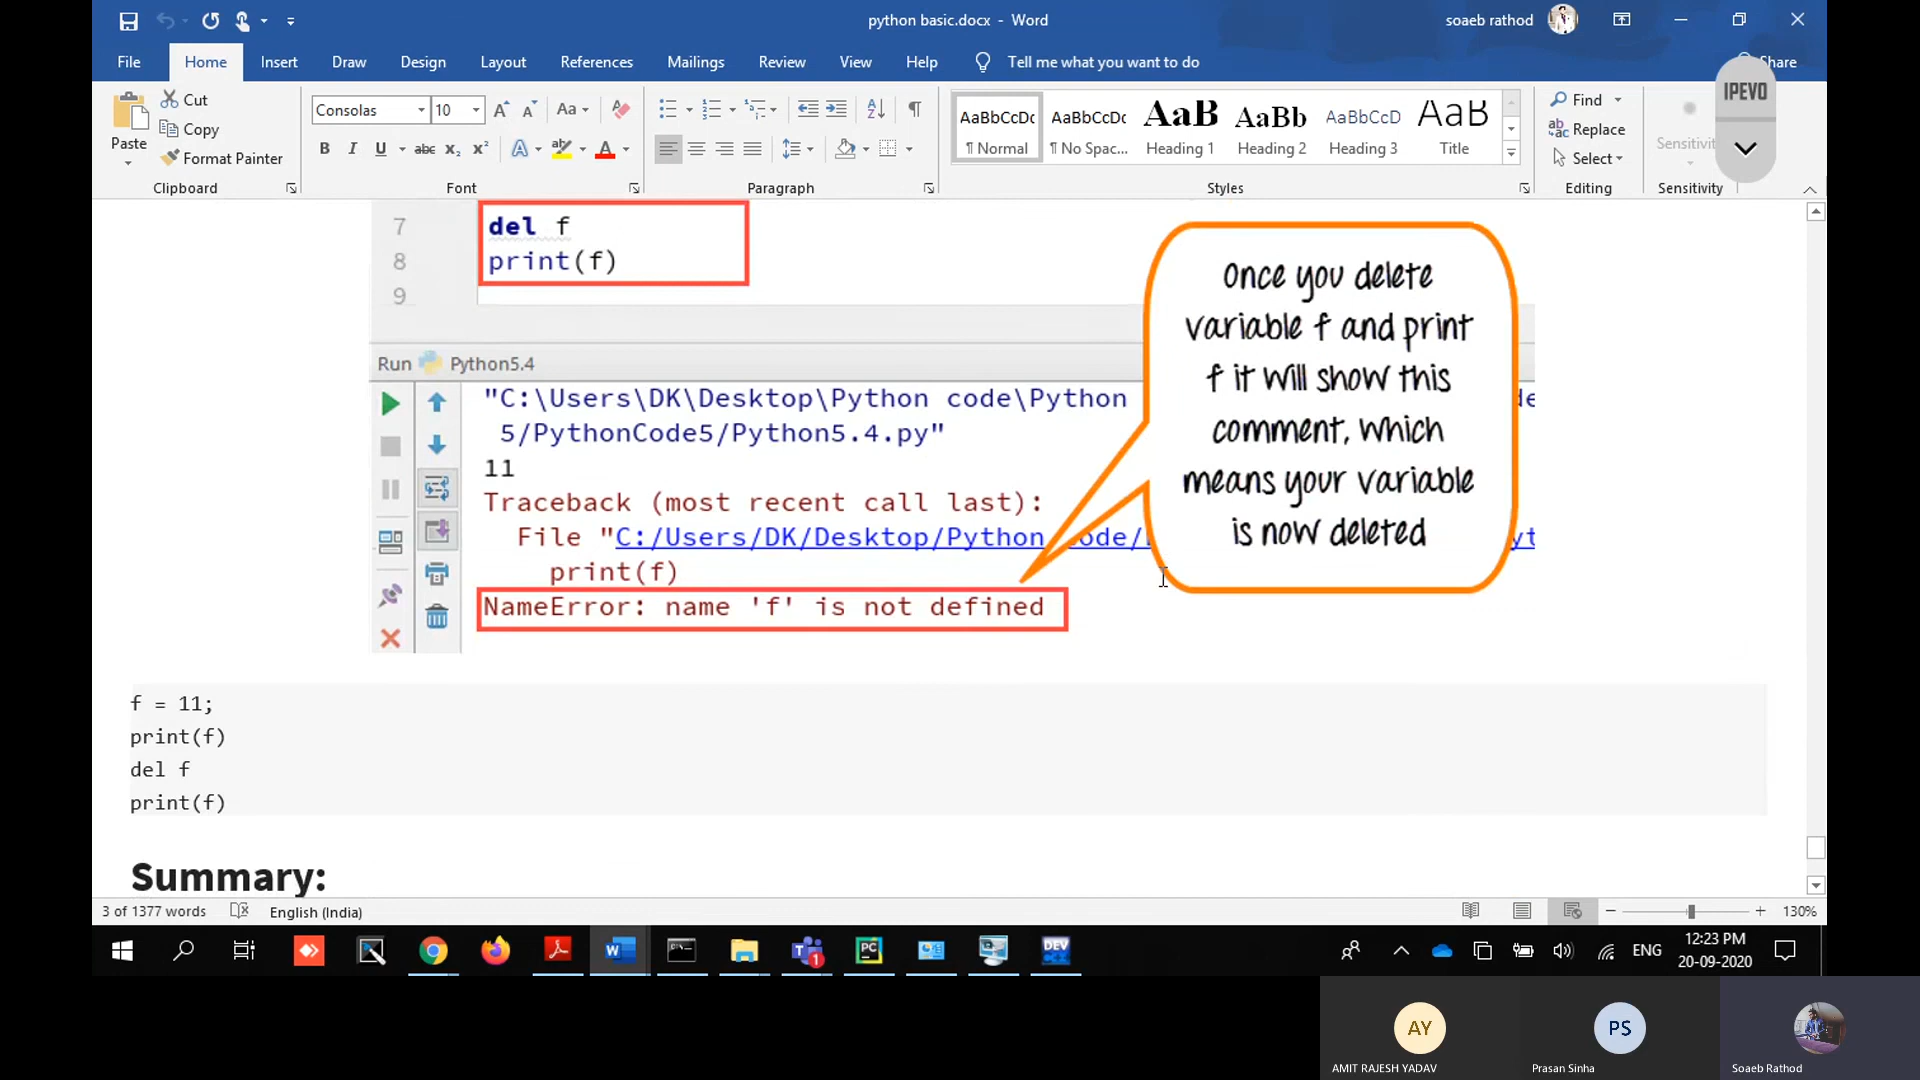 python basic.docx - Word
soaeb rathod
File Home Insert Draw Design Layout References Mailings Review View Help Tell me what you want to do Share
IPEVO
Paste
Cut
Copy
Format Painter
Clipboard
Consolas 10
Font
Paragraph
AaBbCcDc AaBbCcDc AaB AaBb AaBbCcD AaB
¶ Normal ¶ No Spac... Heading 1 Heading 2 Heading 3 Title
Styles
Find
Replace
Select
Editing
Sensitivit
Sensitivity
7 del f
8 print(f)
9
Once you delete
variable f and print
f it will show this
comment, which
means your variable
is now deleted
Run Python5.4
"C:\Users\DK\Desktop\Python code\Python
5/PythonCode5/Python5.4.py"
11
Traceback (most recent call last):
File "C:/Users/DK/Desktop/Python code/
print(f)
NameError: name 'f' is not defined
f = 11;
print(f)
del f
print(f)
Summary:
3 of 1377 words English (India) 130%
ENG
12:23 PM
20-09-2020
AY
AMIT RAJESH YADAV
PS
Prasan Sinha
Soaeb Rathod